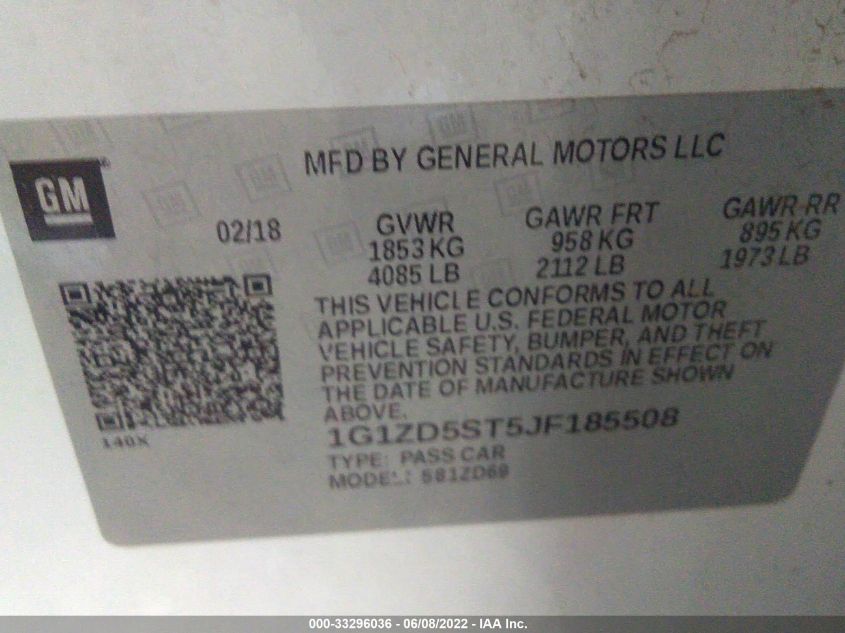 MFD BY GENERAL MOTORS LLC
GM®
02/18
GVWR GAWR FRT GAWR RR
1853 KG 958 KG 895 KG
4085 LB 2112 LB 1973 LB
THIS VEHICLE CONFORMS TO ALL
APPLICABLE U.S. FEDERAL MOTOR
VEHICLE SAFETY, BUMPER, AND THEFT
PREVENTION STANDARDS IN EFFECT ON
THE DATE OF MANUFACTURE SHOWN
ABOVE.
1G1ZD5ST5JF185508
140X
TYPE: PASS CAR
MODEL:
000-33296036 - 06/08/2022 - IAA Inc.